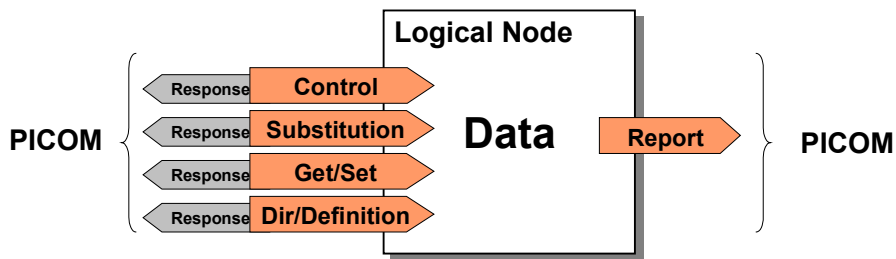 Logical Node
Response Control
Response Substitution
PICOM
Data
Report
PICOM
Response Get/Set
Response Dir/Definition